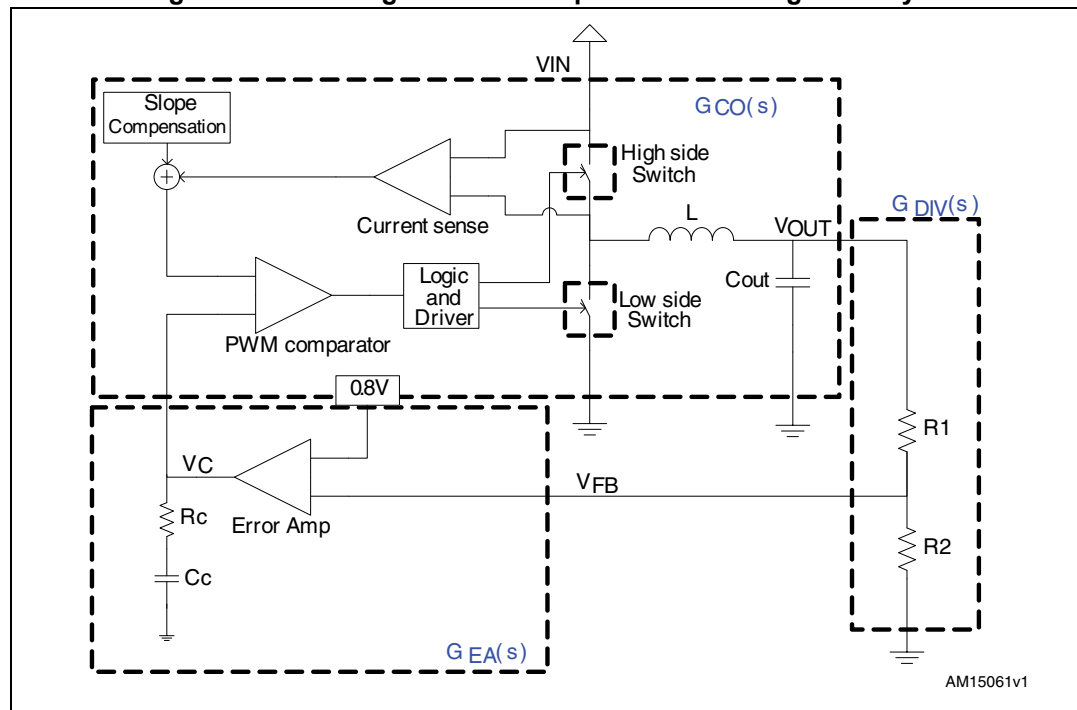 VIN
GCO(s)
Slope
Compensation
+
High side
Switch
Current sense
GDIV(s)
L
VOUT
Logic
and
Driver
Cout
Low side
Switch
PWM comparator
0.8V
R1
VC
VFB
Rc
Error Amp
R2
Cc
GEA(s)
AM15061v1